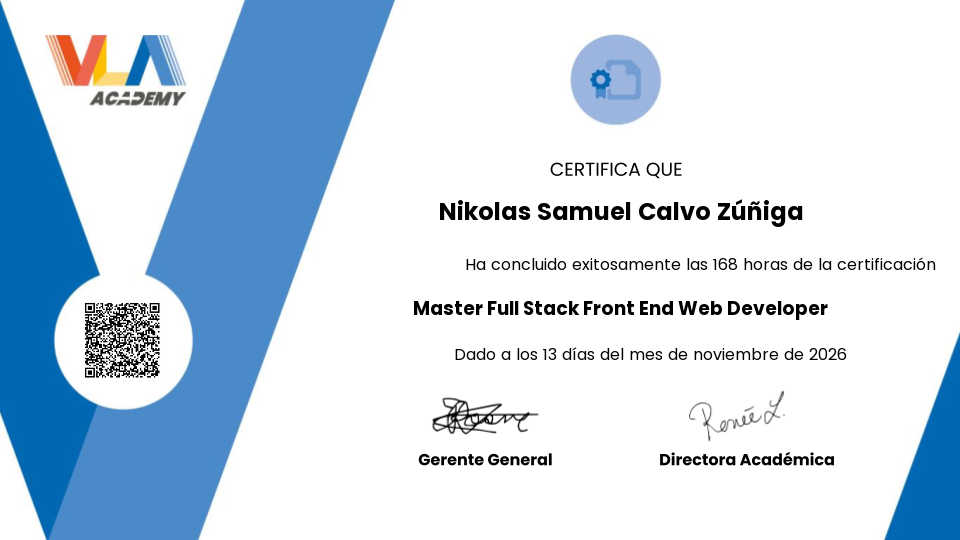 VLA
ACADEMY
CERTIFICA QUE
Nikolas Samuel Calvo Zúñiga
Ha concluido exitosamente las 168 horas de la certificación
Master Full Stack Front End Web Developer
Dado a los 13 días del mes de noviembre de 2026
Renée L.
Gerente General
Directora Académica